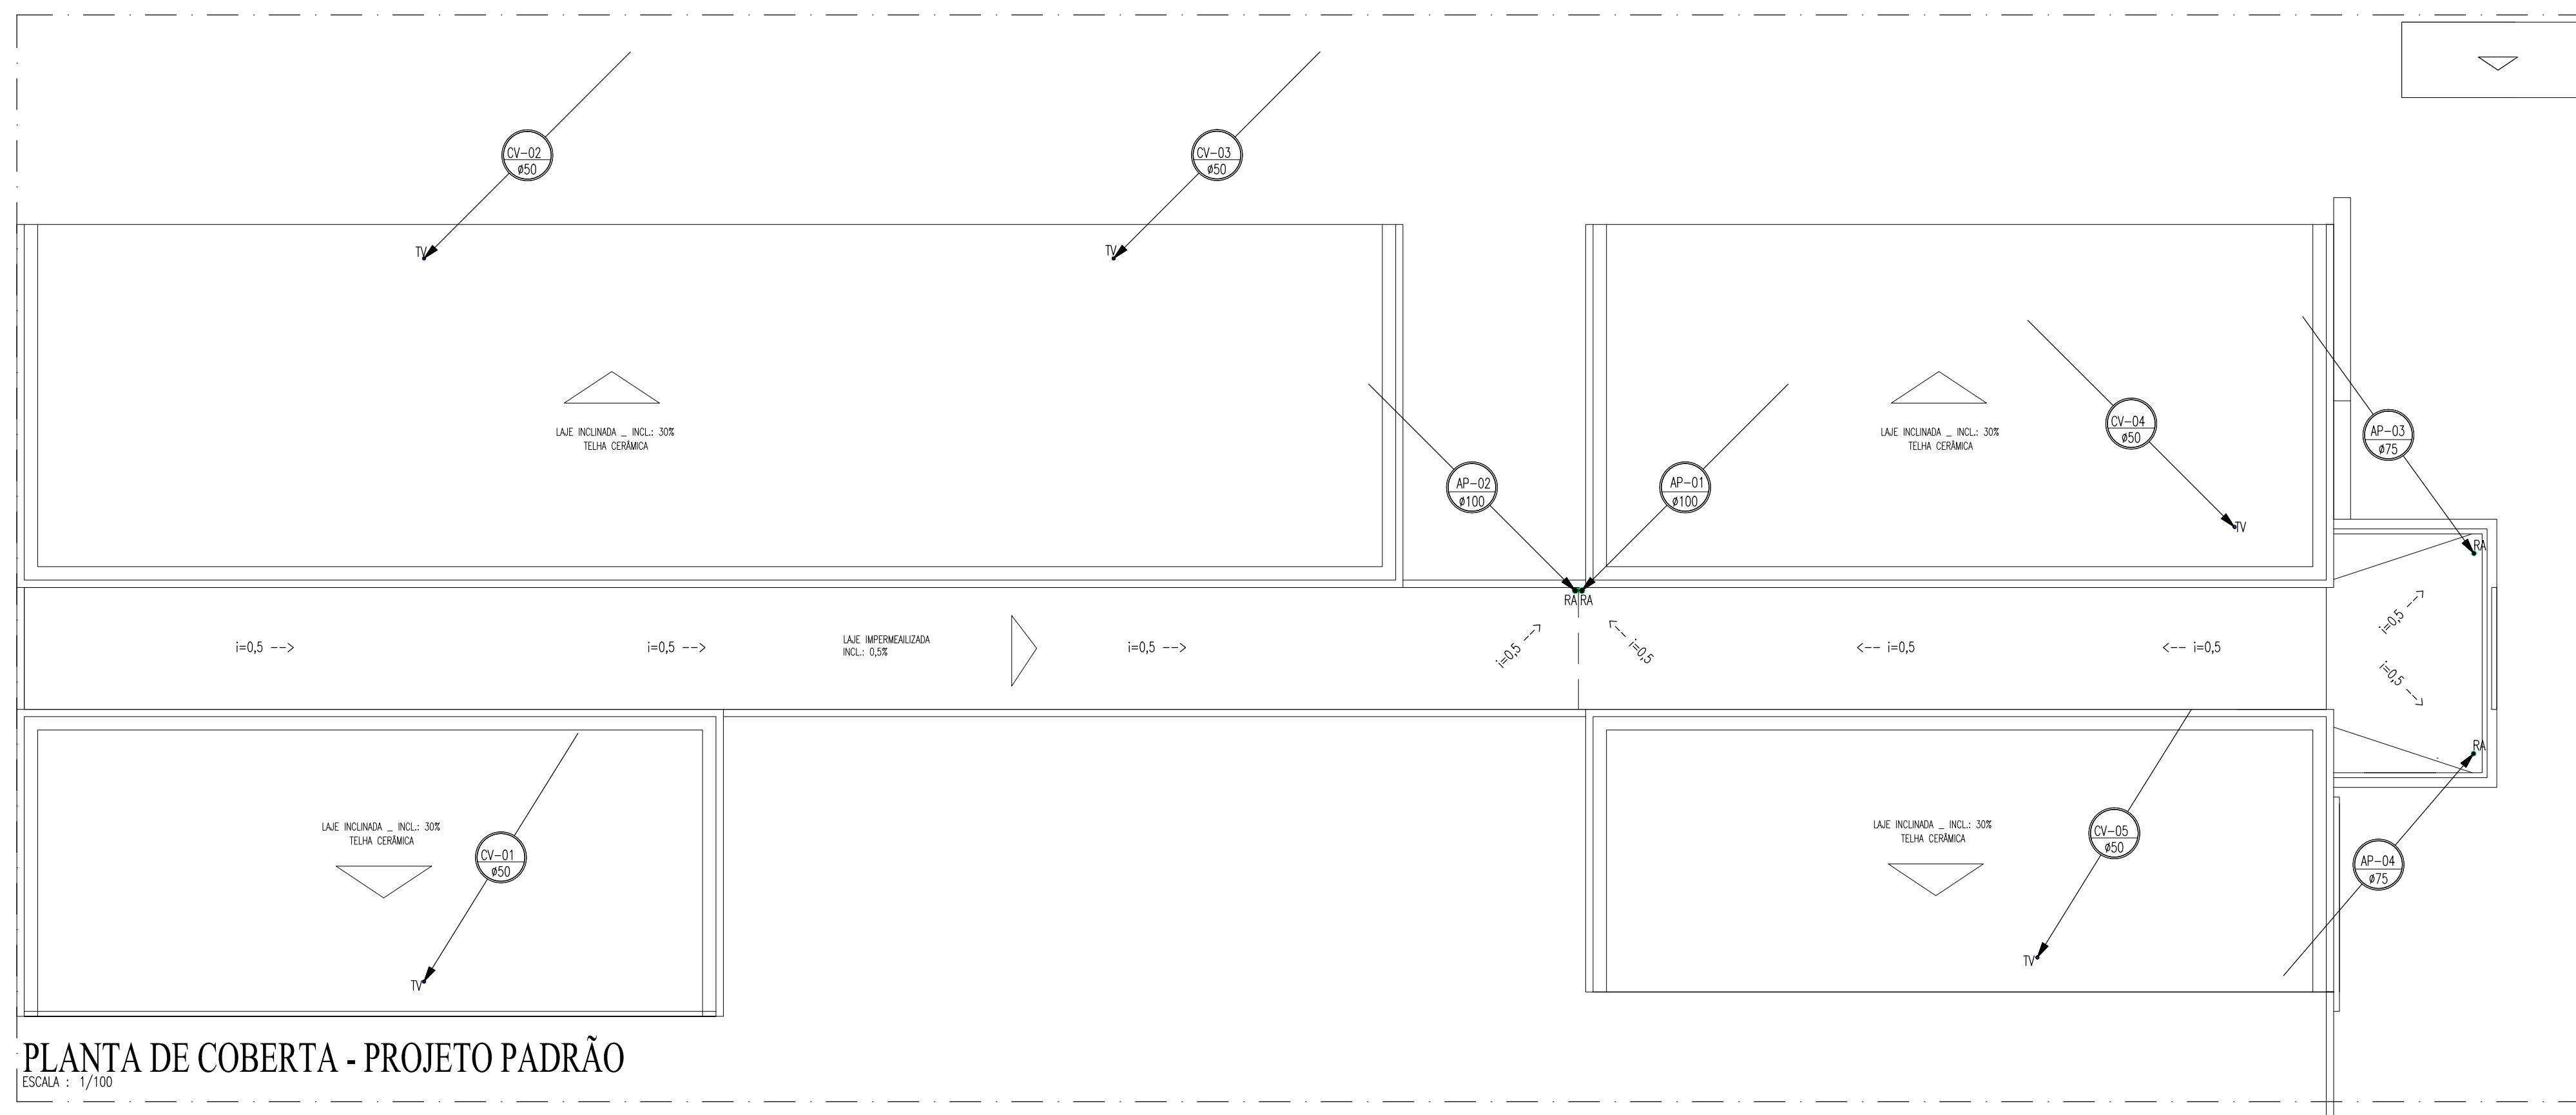 CV-02
ø50
CV-03
ø50
TV
TV
LAJE INCLINADA _ INCL.: 30%
TELHA CERÂMICA
LAJE INCLINADA _ INCL.: 30%
TELHA CERÂMICA
CV-04
ø50
AP-03
ø75
AP-02
ø100
AP-01
ø100
TV
RA
RA
RA
i=0,5 -->
i=0,5 -->
LAJE IMPERMEAILIZADA
INCL.: 0,5%
i=0,5 -->
i=0,5 -->
<-- i=0,5
<-- i=0,5
<-- i=0,5
i=0,5 -->
i=0,5 -->
RA
LAJE INCLINADA _ INCL.: 30%
TELHA CERÂMICA
CV-01
ø50
LAJE INCLINADA _ INCL.: 30%
TELHA CERÂMICA
CV-05
ø50
AP-04
ø75
TV
TV
PLANTA DE COBERTA - PROJETO PADRÃO
ESCALA : 1/100